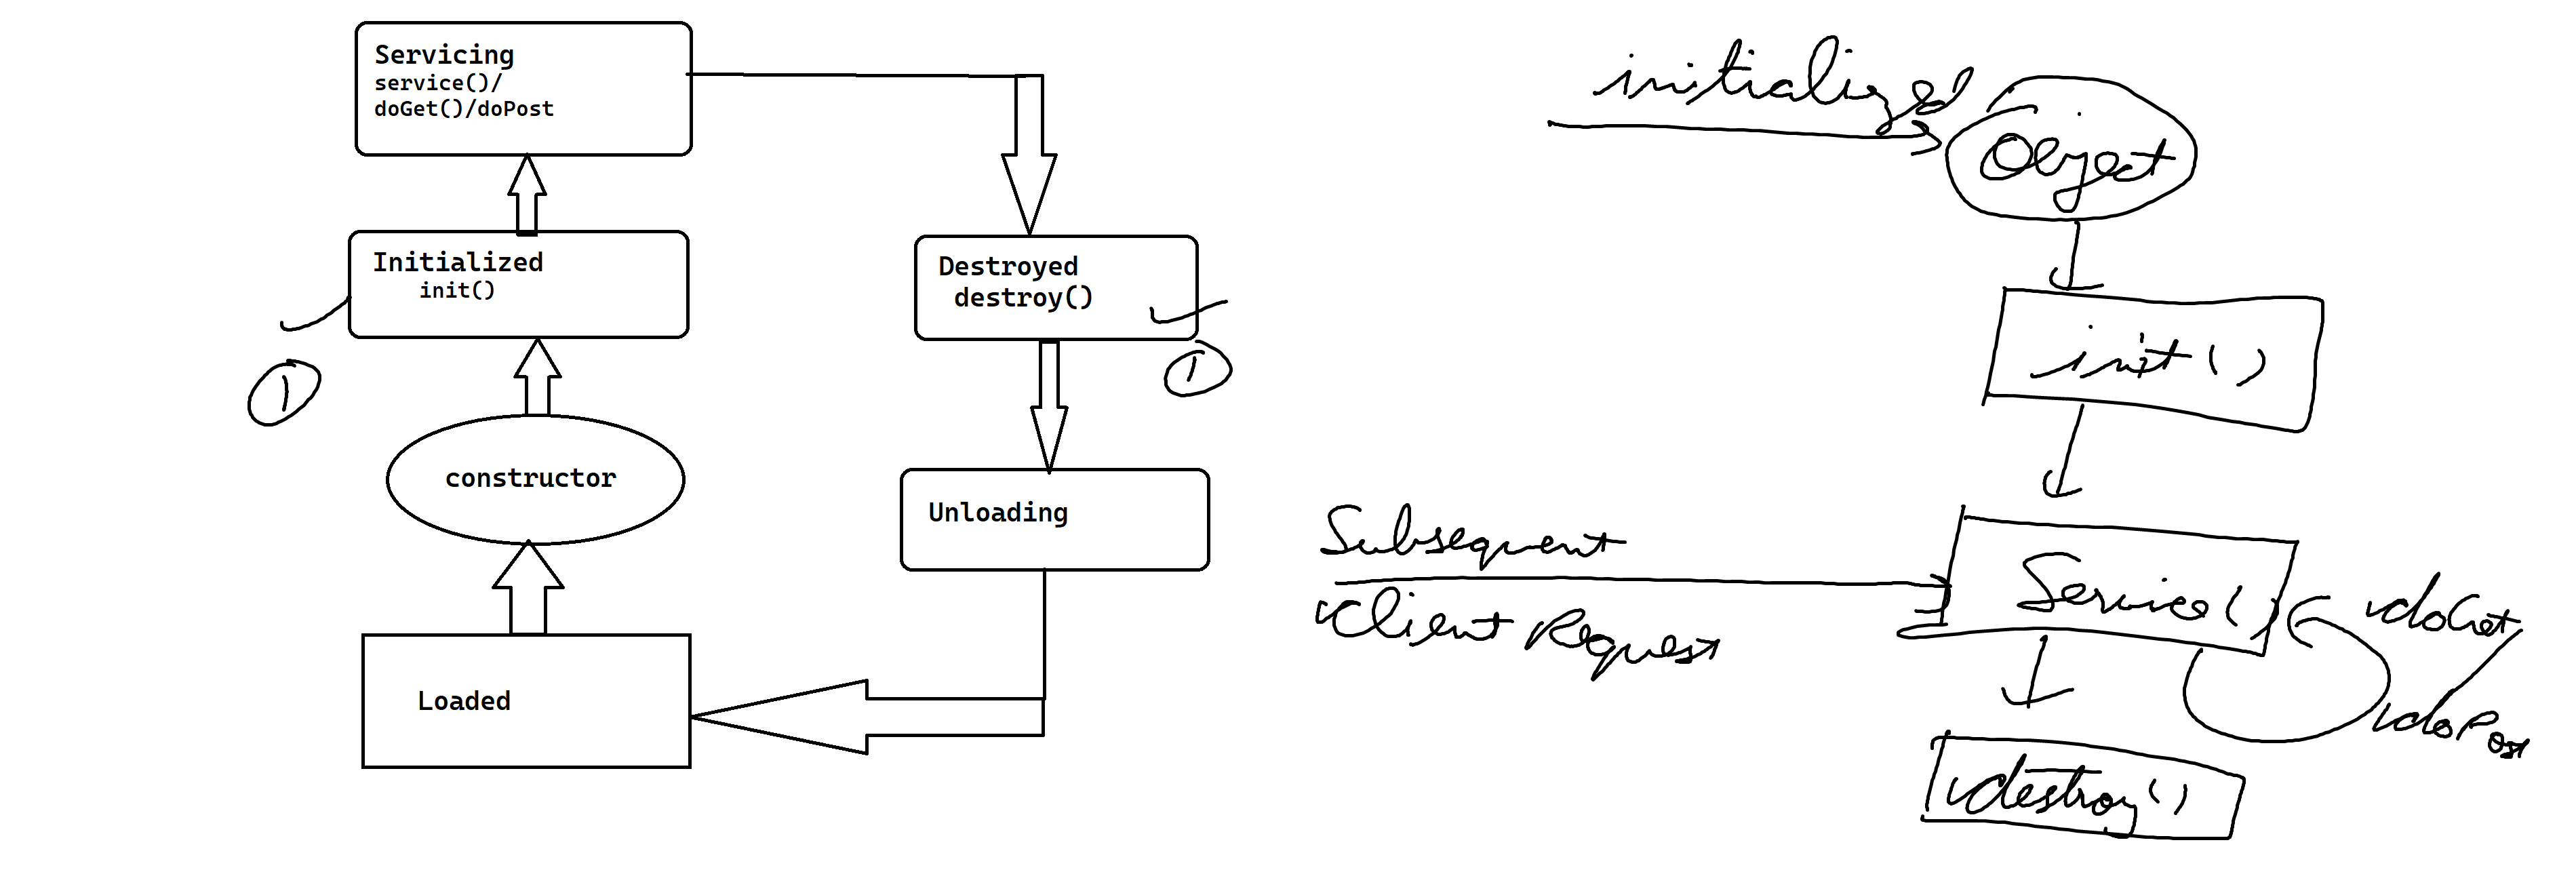 Servicing
service()/
doGet()/doPost
Initialized
init()
1
constructor
Loaded
Destroyed
destroy()
1
Unloading
initialized
Object
init()
Subsequent
Client Request
Service()
doGet
doPost
destroy()